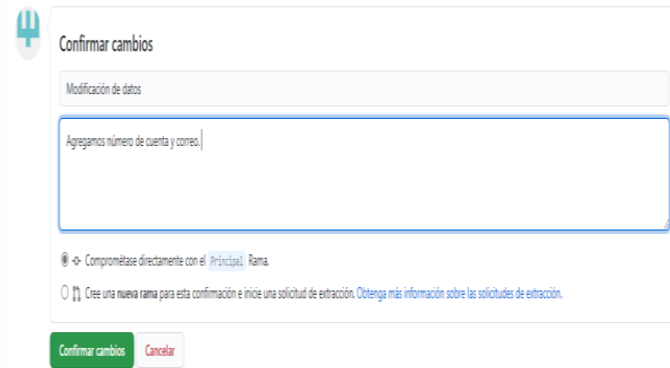 Confirmar cambios
Modificación de datos
Agregamos número de cuenta y correo.
Comprométase directamente con el Principal Rama.
Cree una nueva rama para esta confirmación e inicie una solicitud de extracción. Obtenga más información sobre las solicitudes de extracción.
Confirmar cambios Cancelar